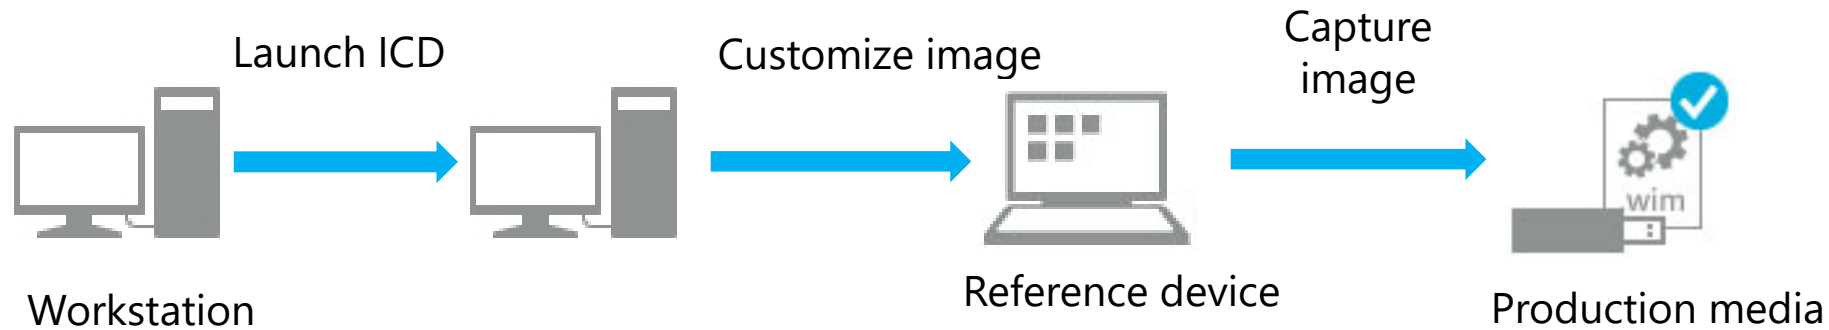 Launch ICD
Customize image
Capture
image
wim
Workstation
Reference device
Production media